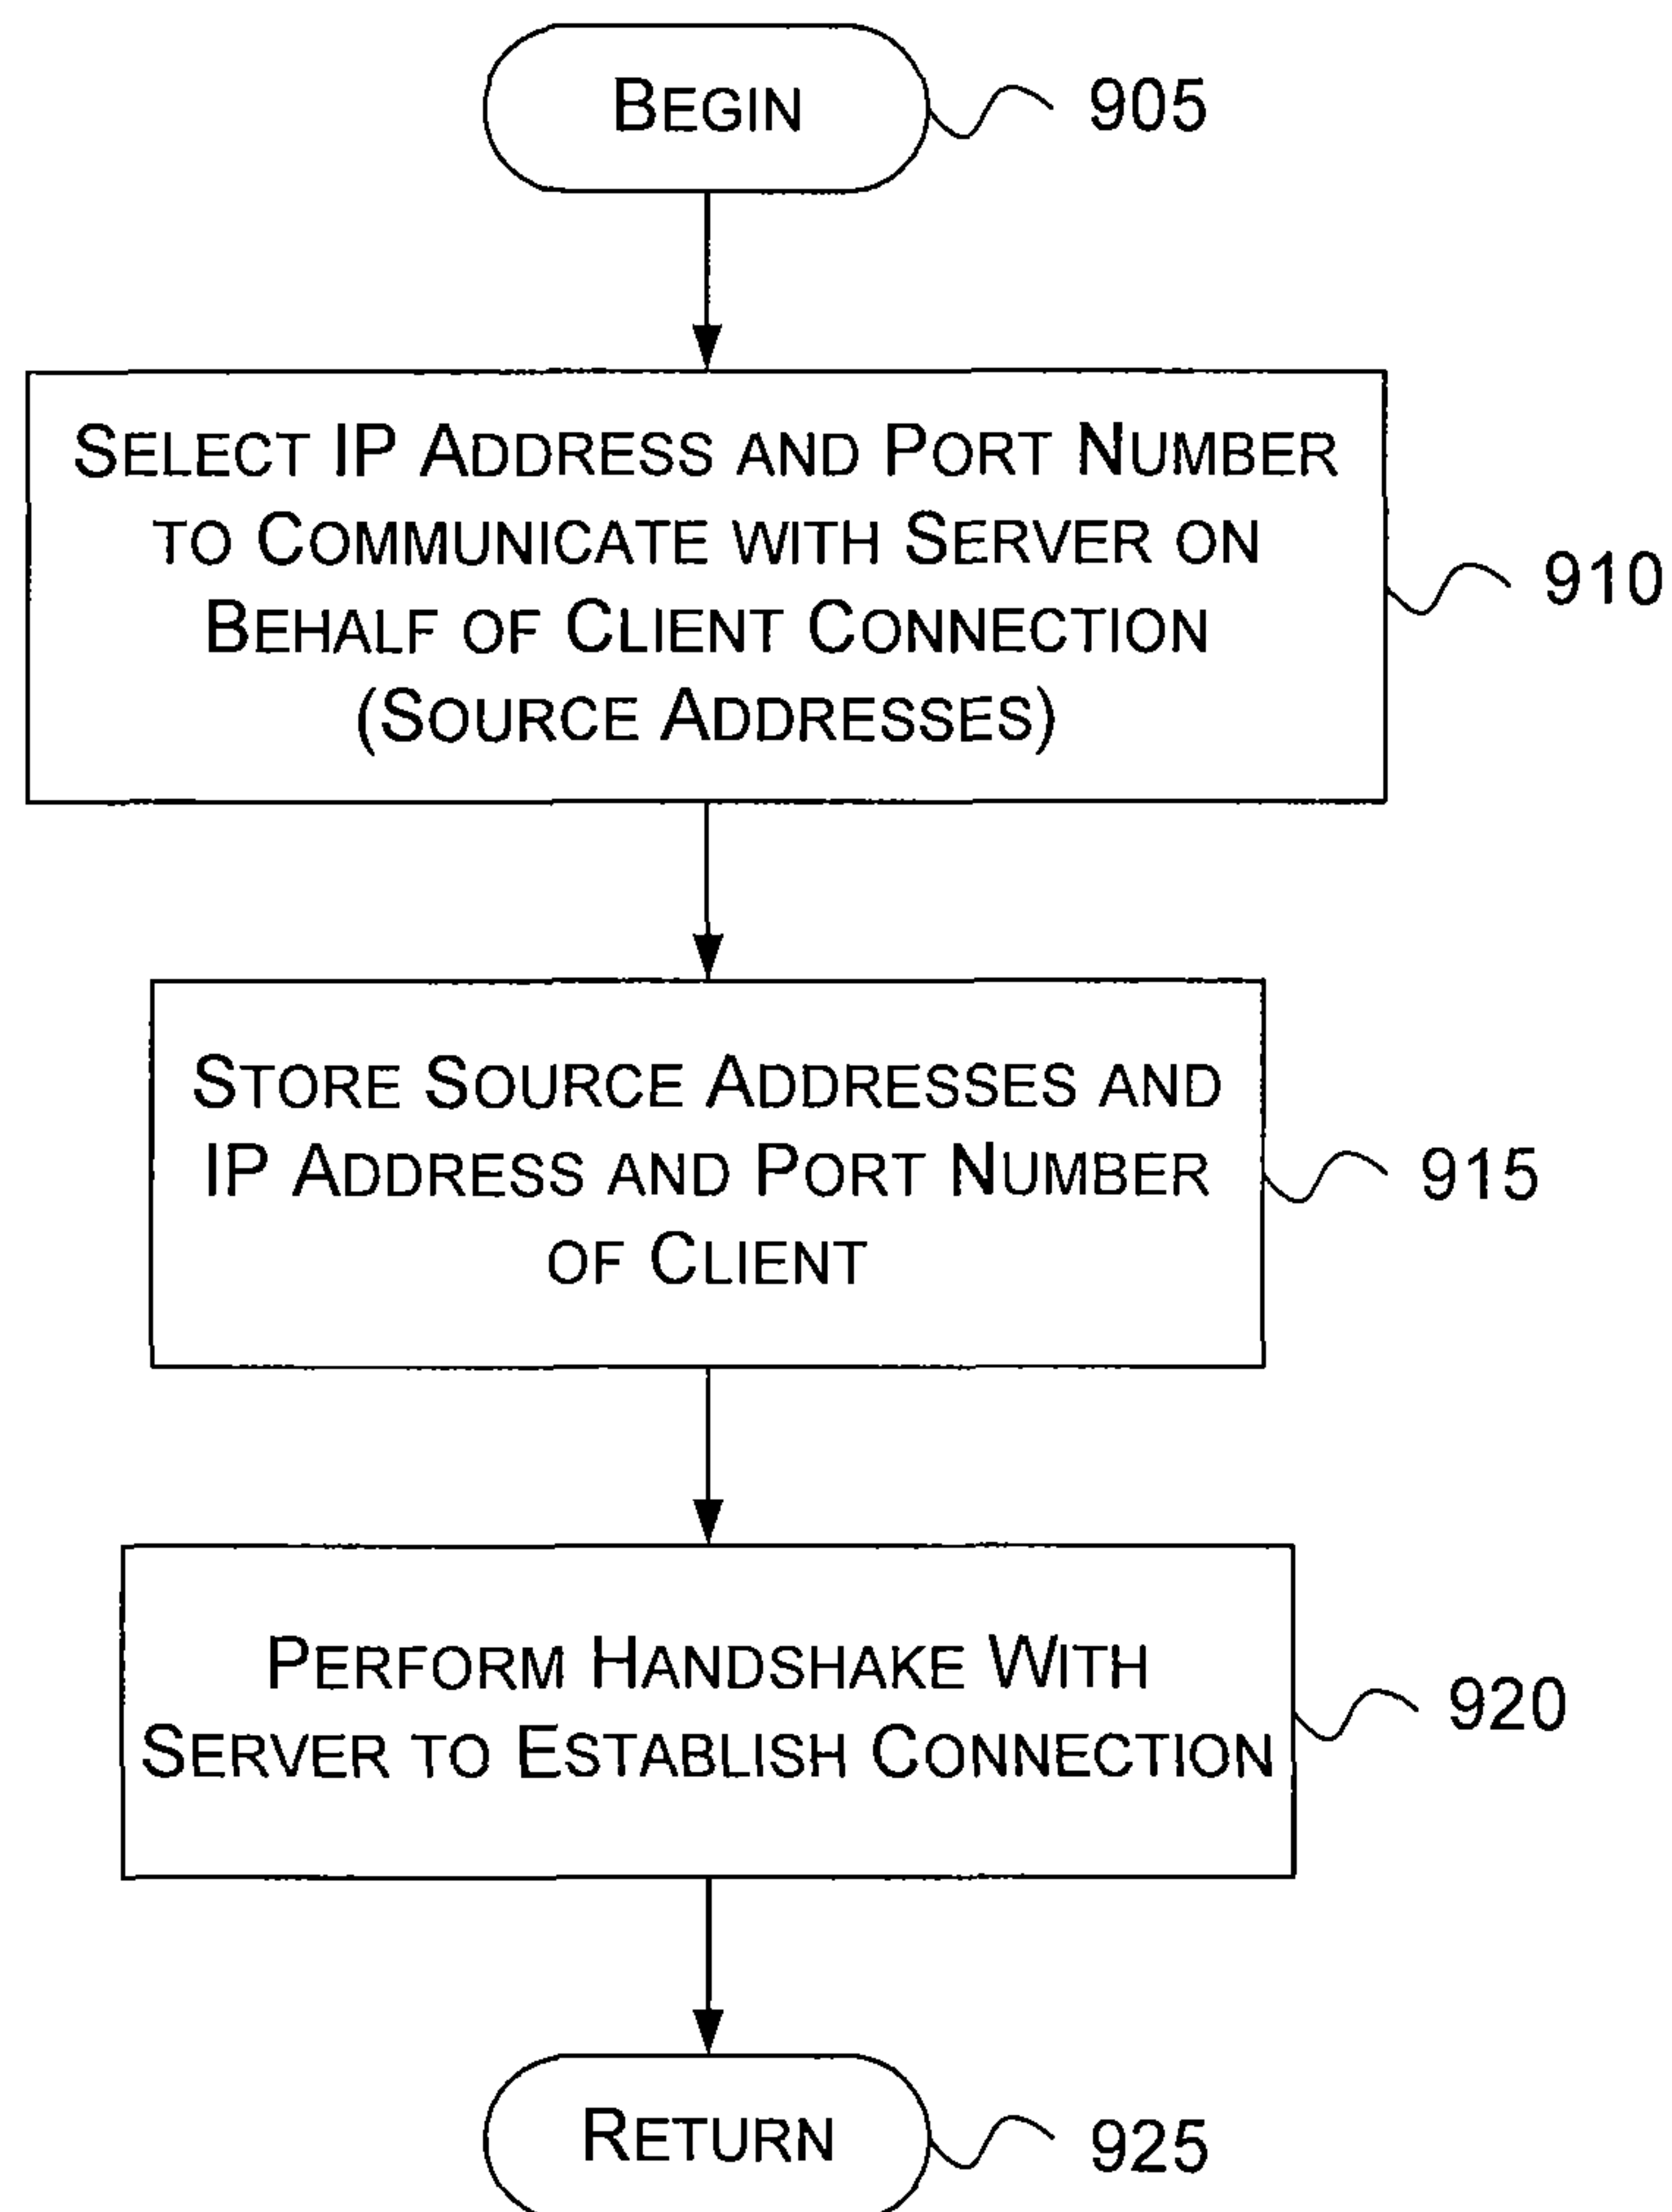 BEGIN
905
SELECT IP ADDRESS AND PORT NUMBER
TO COMMUNICATE WITH SERVER ON
BEHALF OF CLIENT CONNECTION
(SOURCE ADDRESSES)
910
STORE SOURCE ADDRESSES AND
IP ADDRESS AND PORT NUMBER
OF CLIENT
915
PERFORM HANDSHAKE WITH
SERVER TO ESTABLISH CONNECTION
920
RETURN
925